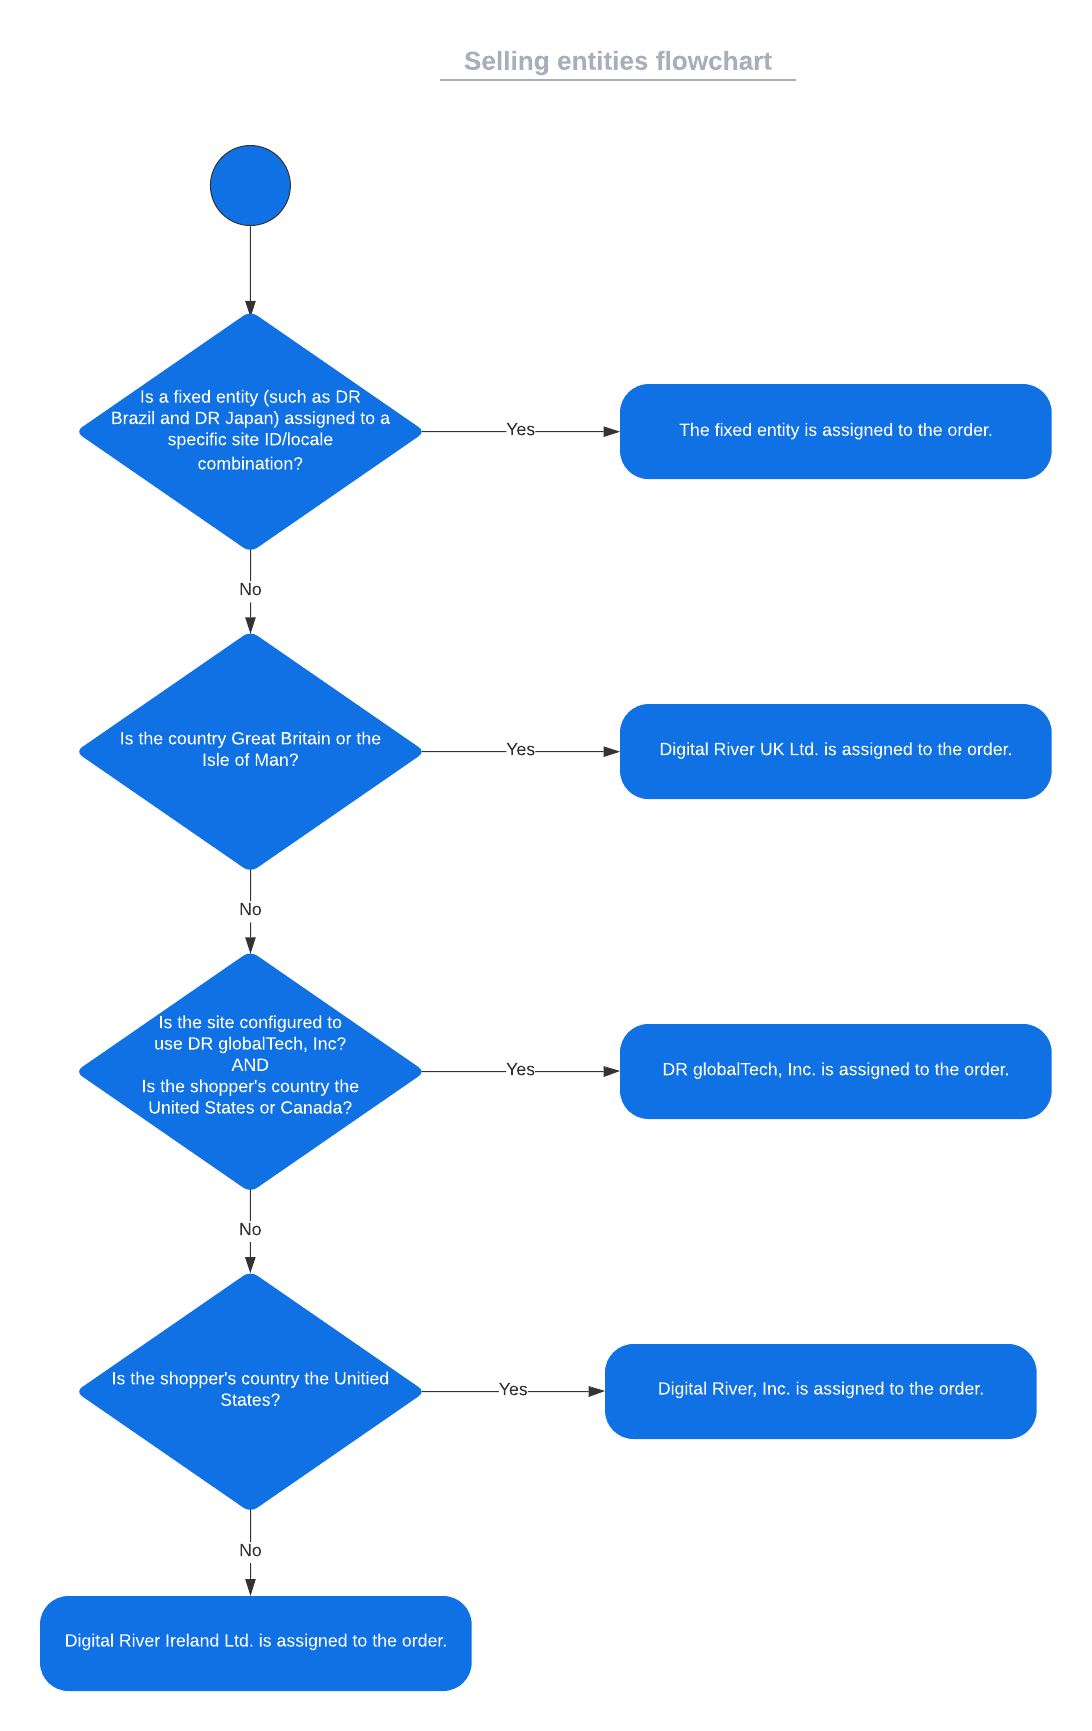 Selling entities flowchart
Is a fixed entity (such as DR
Brazil and DR Japan) assigned to a
specific site ID/locale
combination?
Yes
The fixed entity is assigned to the order.
No
Is the country Great Britain or the
Isle of Man?
Yes
Digital River UK Ltd. is assigned to the order.
No
Is the site configured to
use DR globalTech, Inc?
AND
Is the shopper's country the
United States or Canada?
Yes
DR globalTech, Inc. is assigned to the order.
No
Is the shopper's country the Unitied
States?
Yes
Digital River, Inc. is assigned to the order.
No
Digital River Ireland Ltd. is assigned to the order.